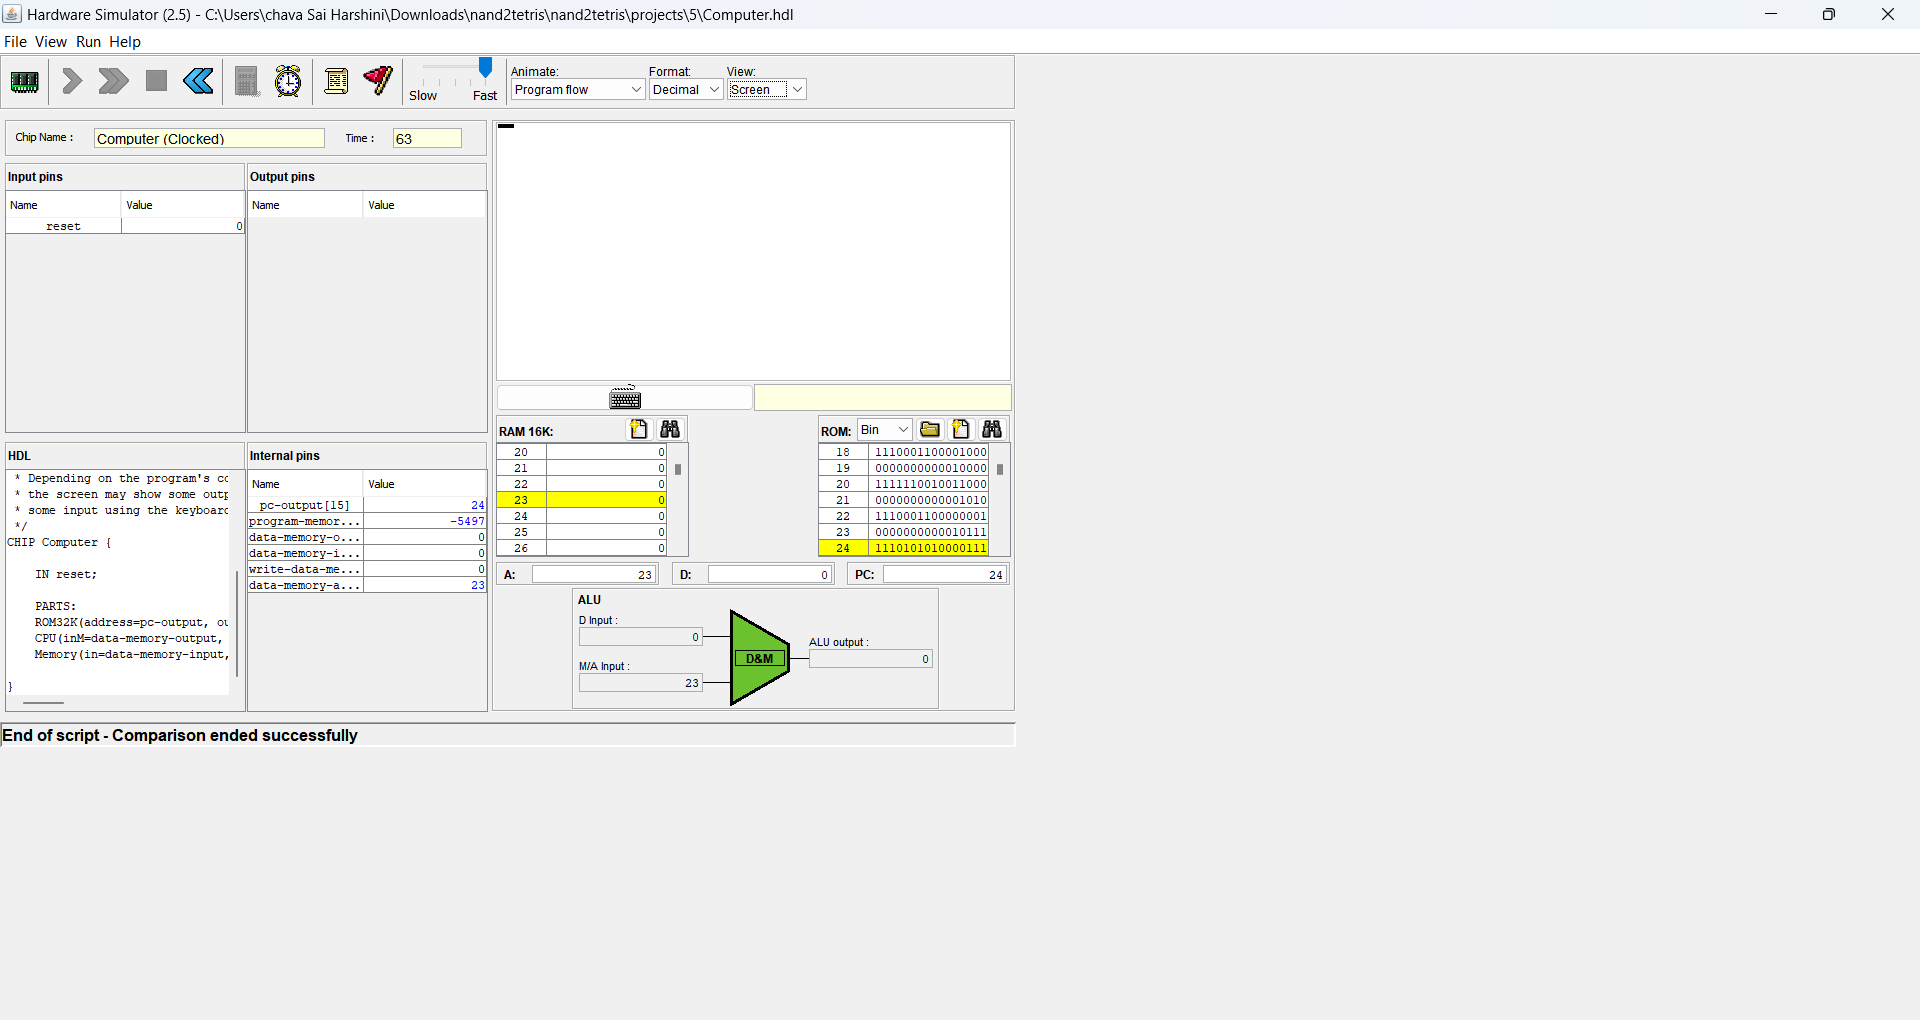 Hardware Simulator (2.5) - C:\Users\chava Sai Harshini\Downloads\nand2tetris\nand2tetris\projects\5\Computer.hdl
File View Run Help
Slow Fast
Animate: Format: View:
Program flow Decimal Screen
Chip Name : Computer (Clocked) Time : 63
Input pins
Name Value
reset 0
Output pins
Name Value
HDL
* Depending on the program's co
* the screen may show some outp
* some input using the keyboard
*/
CHIP Computer {
IN reset;
PARTS:
ROM32K(address=pc-output, ou
CPU(inM=data-memory-output,
Memory(in=data-memory-input,
}
Internal pins
Name Value
pc-output[15] 24
program-memor... -5497
data-memory-o... 0
data-memory-i... 0
write-data-me... 0
data-memory-a... 23
RAM 16K:
20 0
21 0
22 0
23 0
24 0
25 0
26 0
ROM: Bin
18 1110001100001000
19 0000000000010000
20 1111110010011000
21 0000000000001010
22 1110001100000001
23 0000000000010111
24 1110101010000111
A: 23 D: 0 PC: 24
ALU
D Input :
0
M/A Input :
23
D&M
ALU output :
0
End of script - Comparison ended successfully